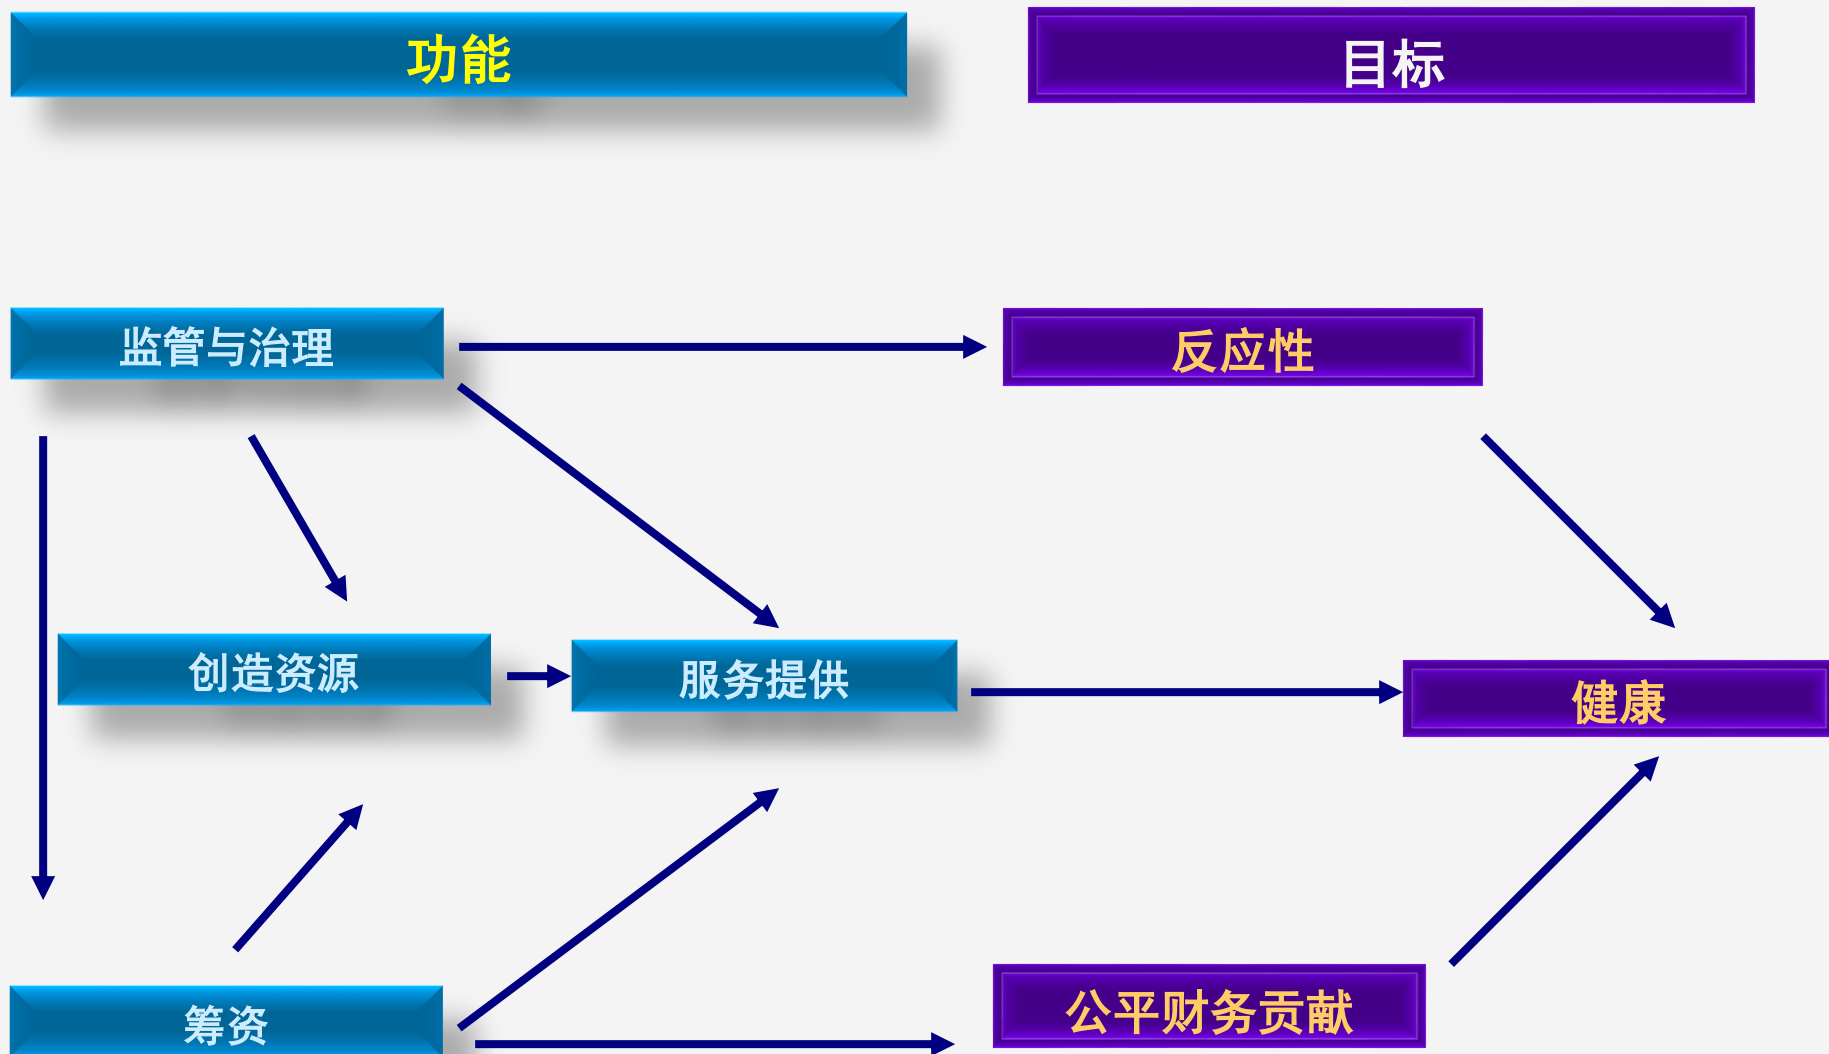 功能
目标
监管与治理
反应性
创造资源
服务提供
健康
筹资
公平财务贡献